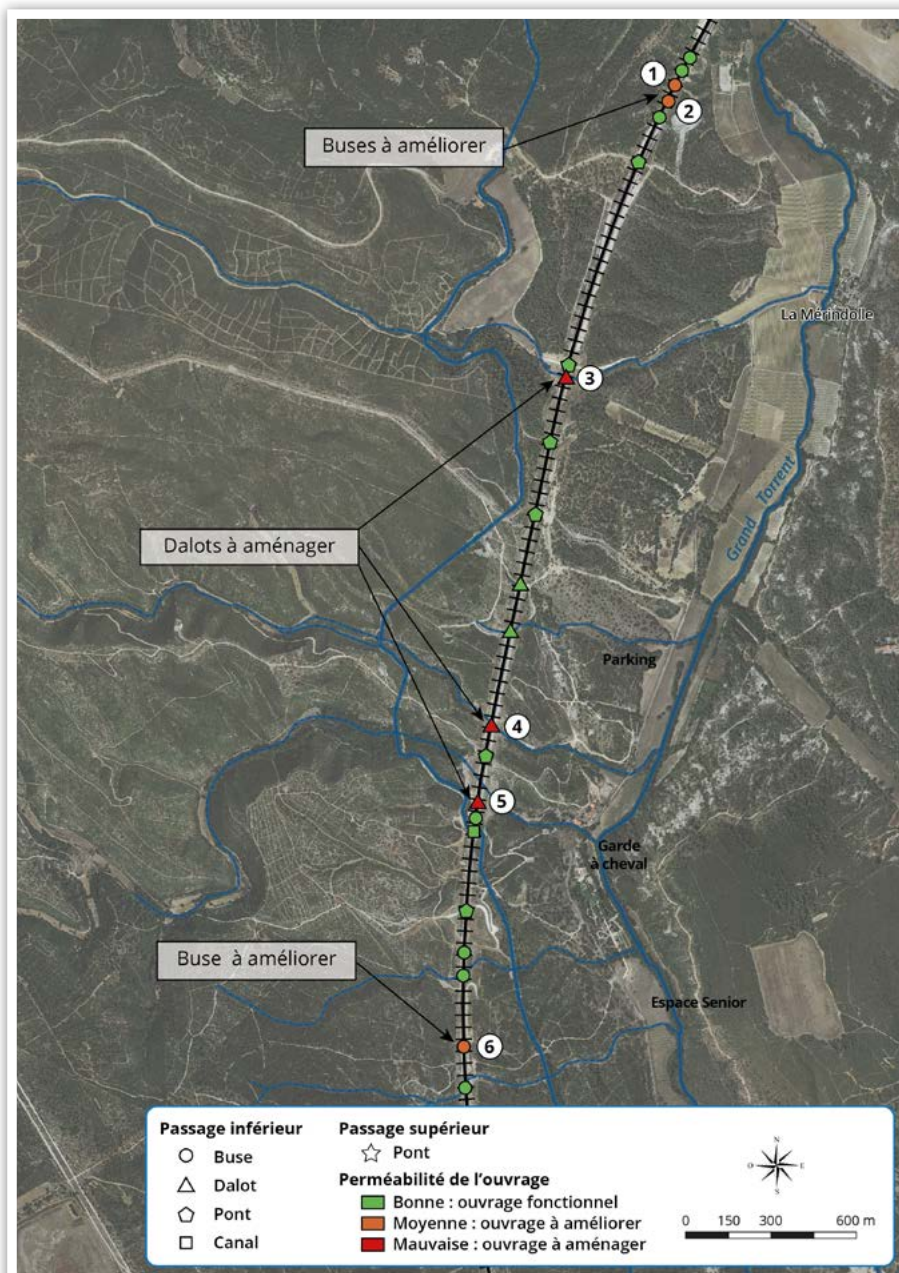 1
Buses à améliorer
2
La Mérindolle
3
Grand Torrent
Dalots à aménager
Parking
4
5
Garde
à cheval
Buse à améliorer
Espace Senior
6
Passage inférieur
Buse
Dalot
Pont
Canal
Passage supérieur
Pont
Perméabilité de l'ouvrage
Bonne : ouvrage fonctionnel
Moyenne : ouvrage à améliorer
Mauvaise : ouvrage à aménager
N
O
E
S
0 150 300 600 m